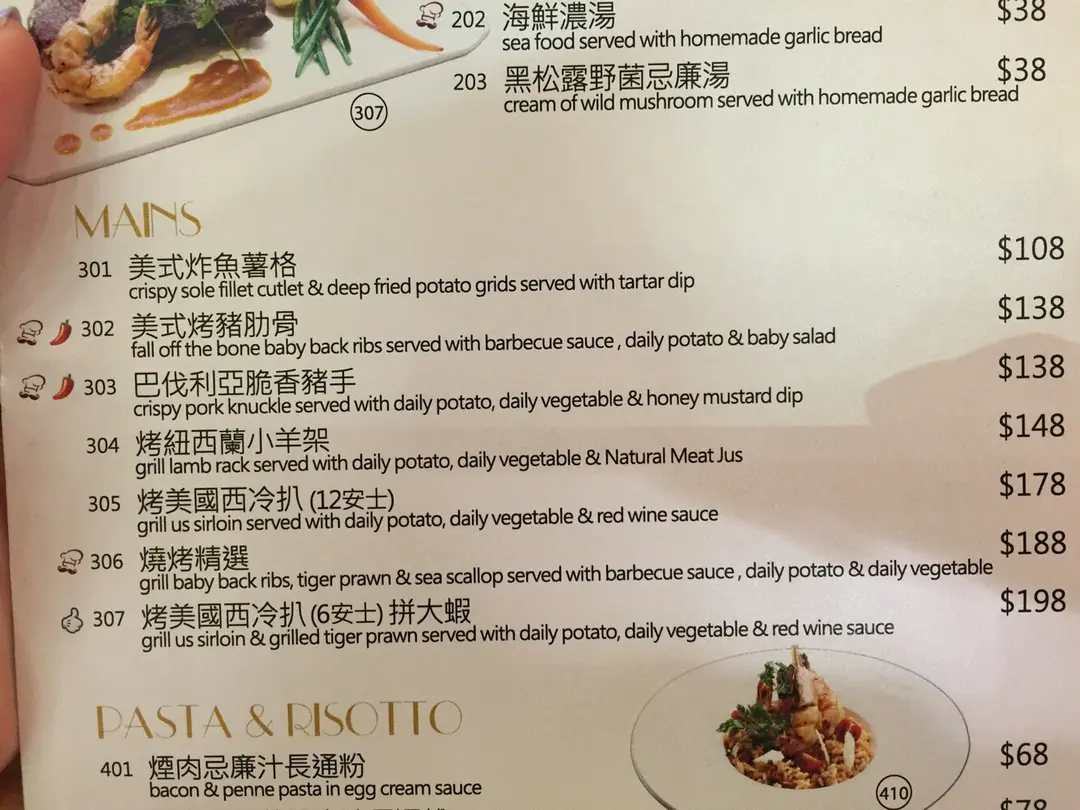 202 海鮮濃湯 $38
sea food served with homemade garlic bread
203 黑松露野菌忌廉湯 $38
cream of wild mushroom served with homemade garlic bread
307
MAINS
301 美式炸魚薯格 $108
crispy sole fillet cutlet & deep fried potato grids served with tartar dip
302 美式烤豬肋骨 $138
fall off the bone baby back ribs served with barbecue sauce , daily potato & baby salad
303 巴伐利亞脆香豬手 $138
crispy pork knuckle served with daily potato, daily vegetable & honey mustard dip
304 烤紐西蘭小羊架 $148
grill lamb rack served with daily potato, daily vegetable & Natural Meat Jus
305 烤美國西冷扒 (12安士) $178
grill us sirloin served with daily potato, daily vegetable & red wine sauce
306 燒烤精選 $188
grill baby back ribs, tiger prawn & sea scallop served with barbecue sauce , daily potato & daily vegetable
307 烤美國西冷扒 (6安士) 拼大蝦 $198
grill us sirloin & grilled tiger prawn served with daily potato, daily vegetable & red wine sauce
PASTA & RISOTTO
401 煙肉忌廉汁長通粉 $68
bacon & penne pasta in egg cream sauce
410
$78